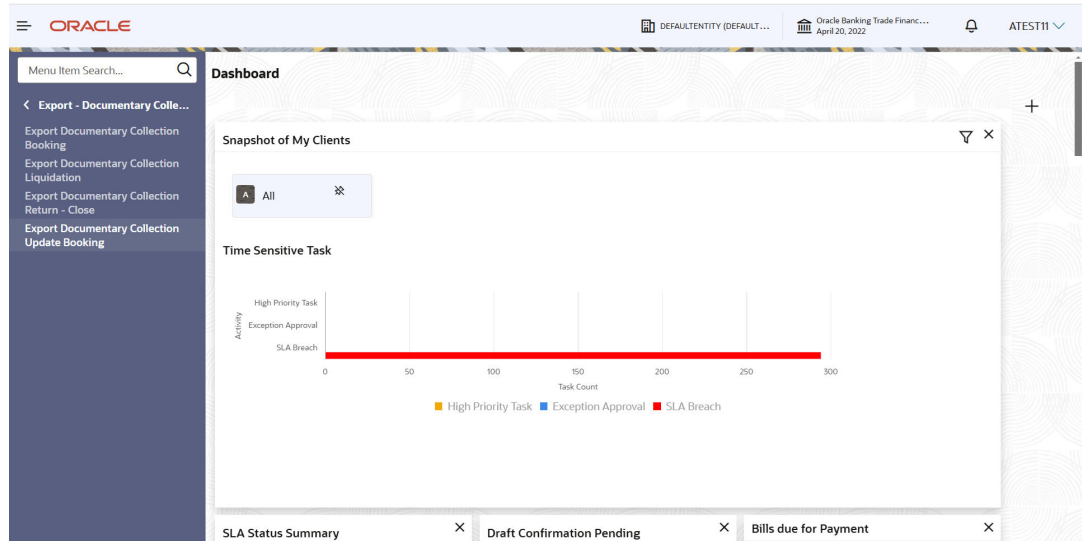 ORACLE
DEFAULTENTITY (DEFAULT...
Oracle Banking Trade Financ...
April 20, 2022
ATEST11
Menu Item Search...
Export - Documentary Colle...
Export Documentary Collection
Booking
Export Documentary Collection
Liquidation
Export Documentary Collection
Return - Close
Export Documentary Collection
Update Booking
Dashboard
Snapshot of My Clients
A All
Time Sensitive Task
Activity
High Priority Task
Exception Approval
SLA Breach
0 50 100 150 200 250 300
Task Count
High Priority Task Exception Approval SLA Breach
SLA Status Summary
Draft Confirmation Pending
Bills due for Payment